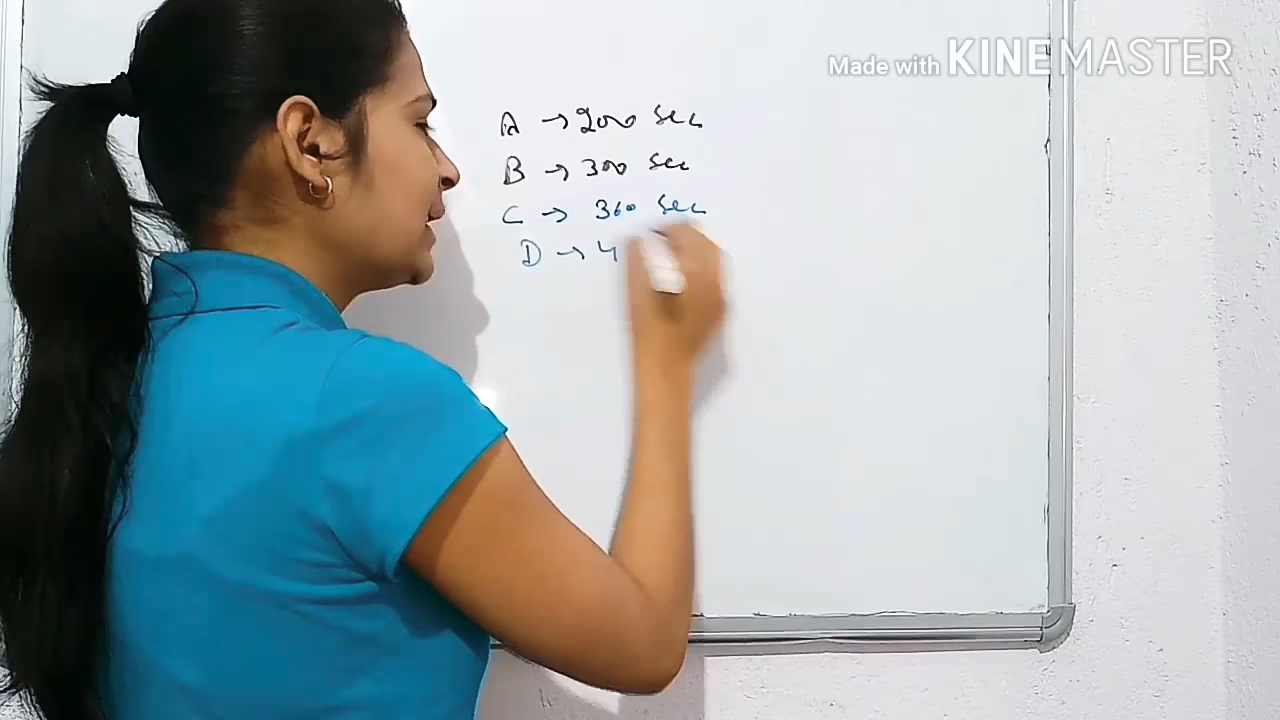 Made with KINEMASTER
A → 200 sec
B → 300 sec
C → 360 sec
D → 4